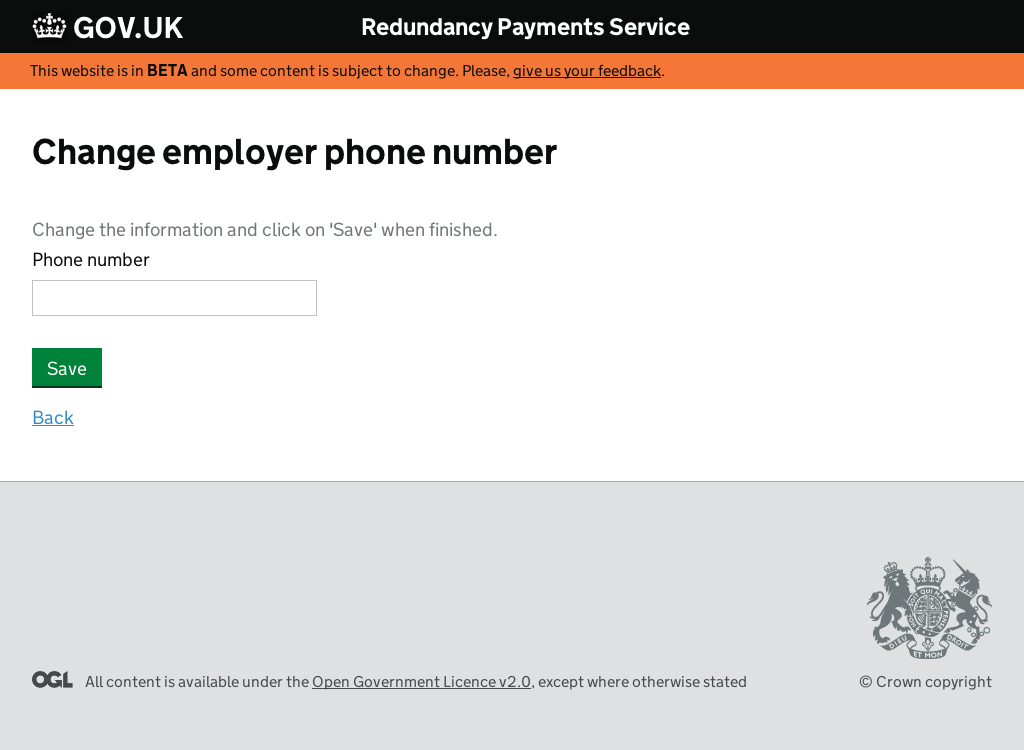 GOV.UK
Redundancy Payments Service
This website is in BETA and some content is subject to change. Please, give us your feedback.
Change employer phone number
Change the information and click on 'Save' when finished.
Phone number
Save
Back
DIEU ET MON DROIT
OGL All content is available under the Open Government Licence v2.0, except where otherwise stated
© Crown copyright